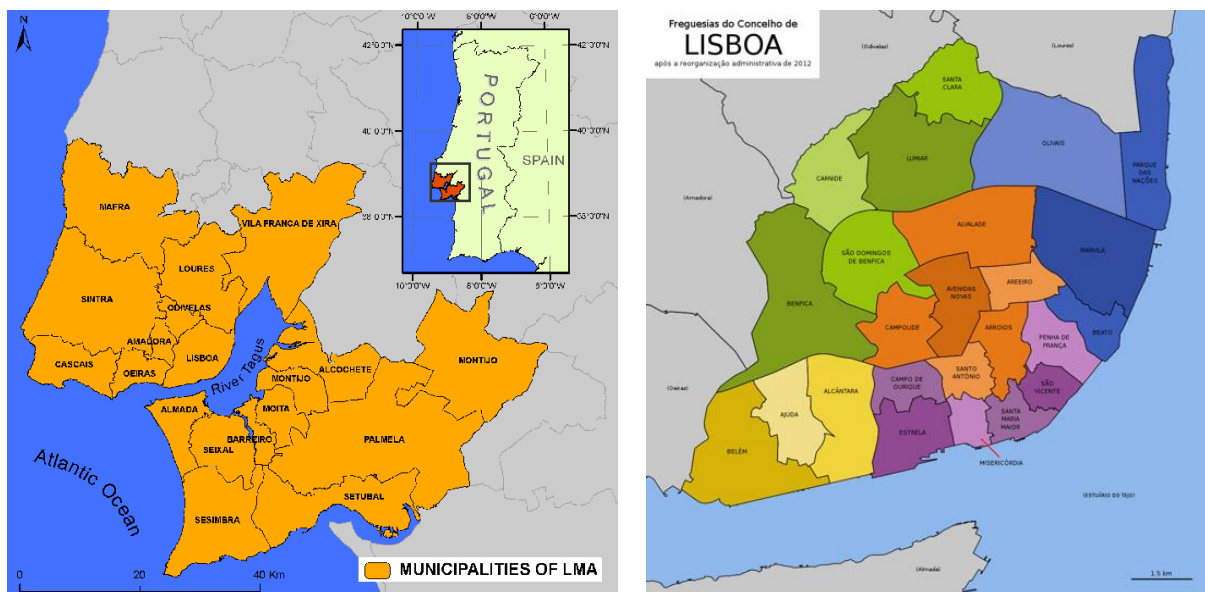 N
10°0'0"W
6°0'0"W
6°0'0"W
42°0'0"N
42°0'0"N
PORTUGAL
40°0'0"N
40°0'0"N
SPAIN
38°0'0"N
38°0'0"N
10°0'0"W
8°0'0"W
6°0'0"W
MAFRA
VILA FRANCA DE XIRA
LOURES
SINTRA
ODIVELAS
AMADORA
LISBOA
CASCAIS
OEIRAS
River Tagus
MONTIJO
ALCOCHETE
MONTIJO
ALMADA
MOITA
BARREIRO
SEIXAL
PALMELA
Atlantic Ocean
SETUBAL
SESIMBRA
0
20
40 Km
MUNICIPALITIES OF LMA
Freguesias do Concelho de
LISBOA
após a reorganização administrativa de 2012
(Odivelas)
(Loures)
SANTA
CLARA
OLIVAIS
LUMIAR
PARQUE
DAS
NAÇÕES
CARNIDE
(Amadora)
ALVALADE
MARVILA
SÃO DOMINGOS
DE BENFICA
AREEIRO
AVENIDAS
NOVAS
BENFICA
CAMPOLIDE
ARROIOS
BEATO
PENHA DE
FRANÇA
SANTO
ANTÓNIO
CAMPO DE
OURIQUE
SÃO
VICENTE
(Oeiras)
ALCÂNTARA
AJUDA
SANTA
MARIA
MAIOR
ESTRELA
BELÉM
MISERICÓRDIA
(ESTUÁRIO DO TEJO)
(Almada)
1.5 km